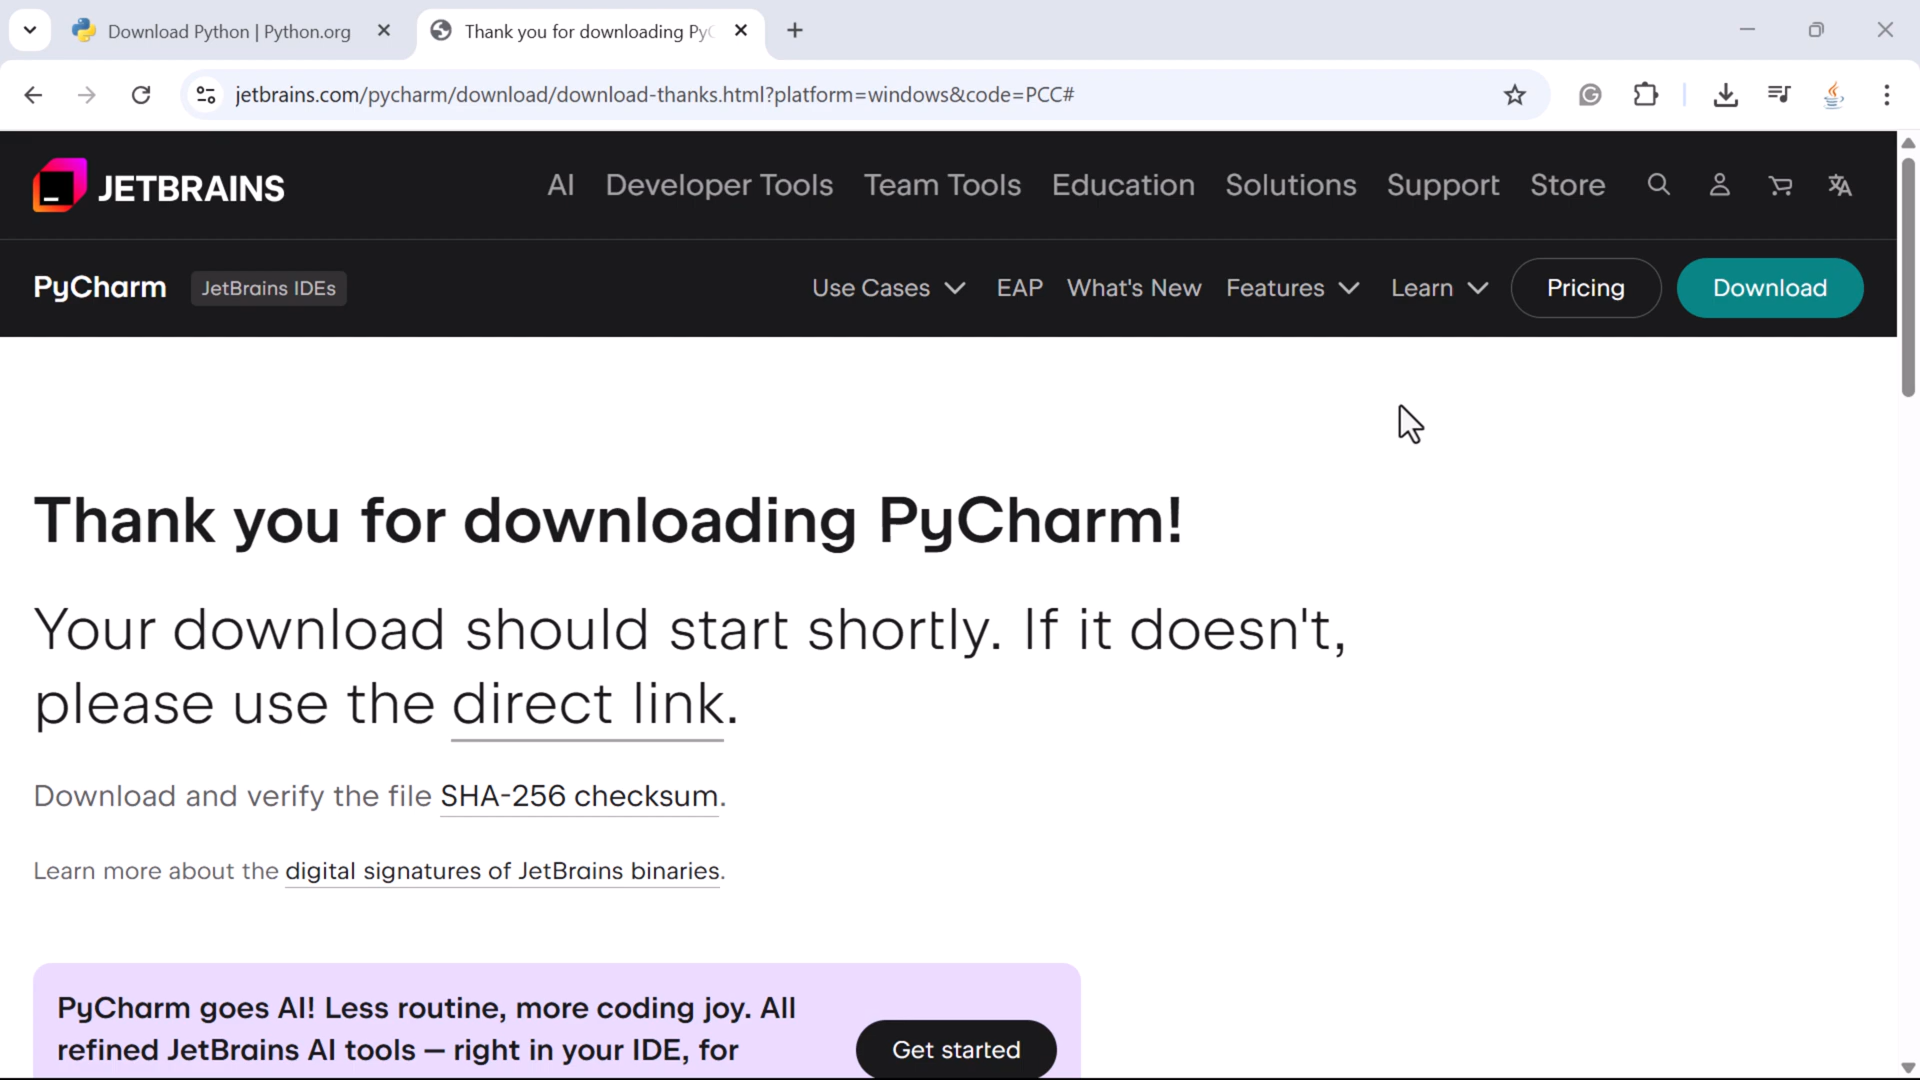 Download Python | Python.org
Thank you for downloading PyC
jetbrains.com/pycharm/download/download-thanks.html?platform=windows&code=PCC#
JETBRAINS
AI Developer Tools Team Tools Education Solutions Support Store
PyCharm JetBrains IDEs Use Cases EAP What's New Features Learn Pricing Download
Thank you for downloading PyCharm!
Your download should start shortly. If it doesn't,
please use the direct link.
Download and verify the file SHA-256 checksum.
Learn more about the digital signatures of JetBrains binaries.
PyCharm goes AI! Less routine, more coding joy. All
refined JetBrains AI tools — right in your IDE, for
Get started